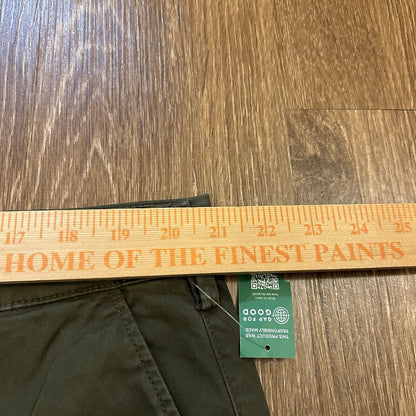 17 18 19 20 21 22 23 24 25
HOME OF THE FINEST PAINTS
THIS PRODUCT WAS
RESPONSIBLY MADE
GAP FOR
GOOD